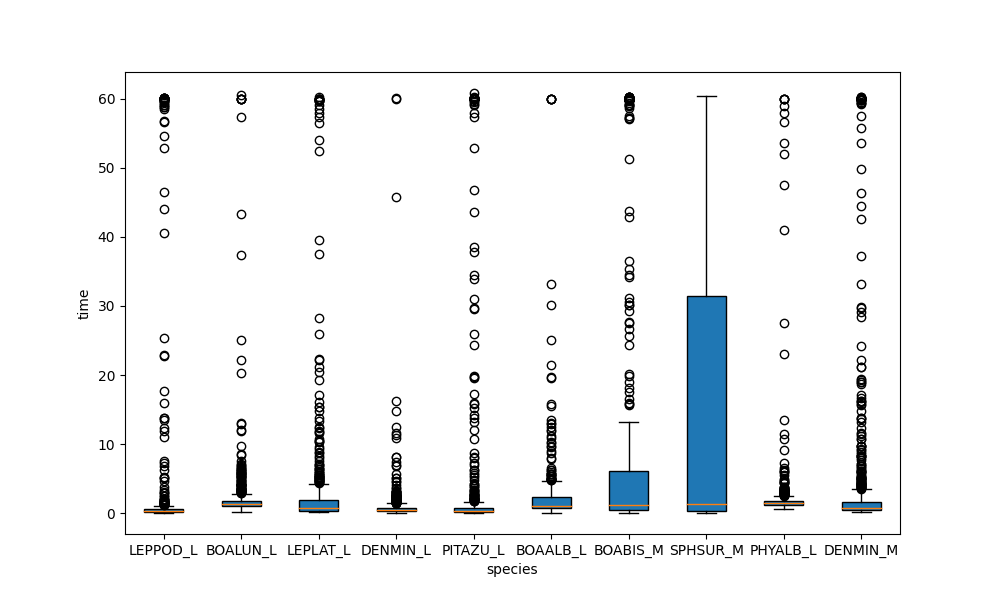 60
50
40
30
20
10
0
time
LEPPOD_L BOALUN_L LEPLAT_L DENMIN_L PITAZU_L BOAALB_L BOABIS_M SPHSUR_M PHYALB_L DENMIN_M
species